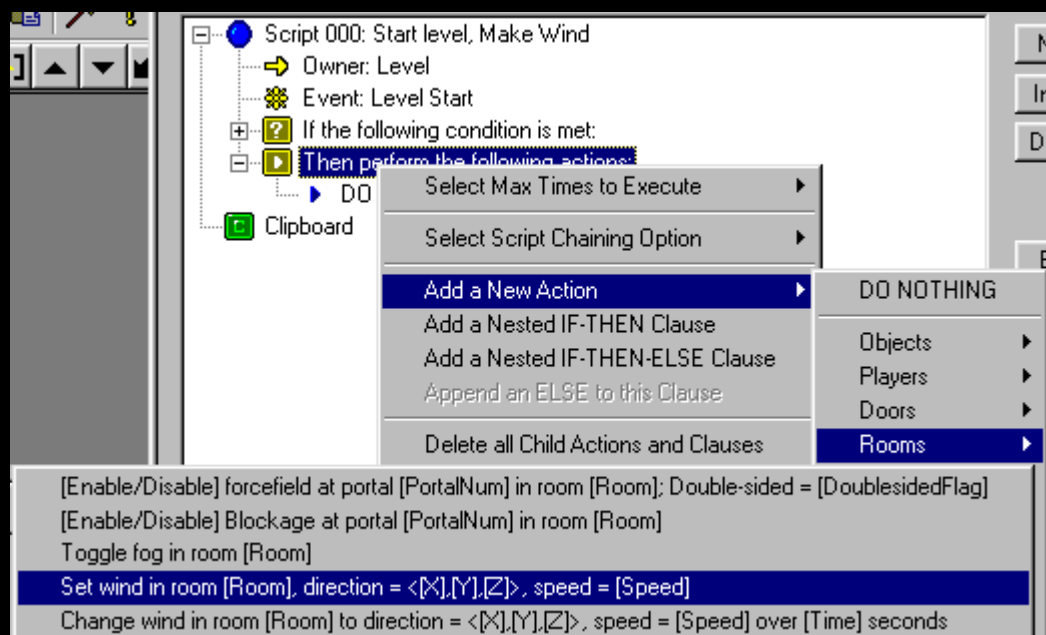 Script 000: Start level, Make Wind
Owner: Level
Event: Level Start
If the following condition is met:
Then perform the following actions:
DO
Clipboard
Select Max Times to Execute
Select Script Chaining Option
Add a New Action
Add a Nested IF-THEN Clause
Add a Nested IF-THEN-ELSE Clause
Append an ELSE to this Clause
Delete all Child Actions and Clauses
DO NOTHING
Objects
Players
Doors
Rooms
[Enable/Disable] forcefield at portal [PortalNum] in room [Room]; Double-sided = [DoublesidedFlag]
[Enable/Disable] Blockage at portal [PortalNum] in room [Room]
Toggle fog in room [Room]
Set wind in room [Room], direction = <[X],[Y],[Z]>, speed = [Speed]
Change wind in room [Room] to direction = <[X],[Y],[Z]>, speed = [Speed] over [Time] seconds